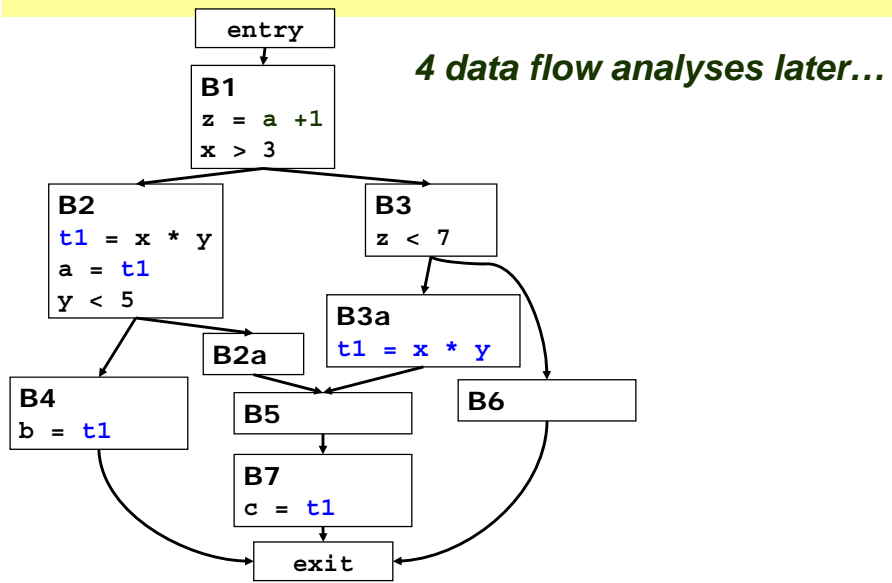 entry
4 data flow analyses later…
B1
z = a +1
x > 3
B2
t1 = x * y
a = t1
y < 5
B3
z < 7
B3a
t1 = x * y
B2a
B4
b = t1
B5
B6
B7
c = t1
exit